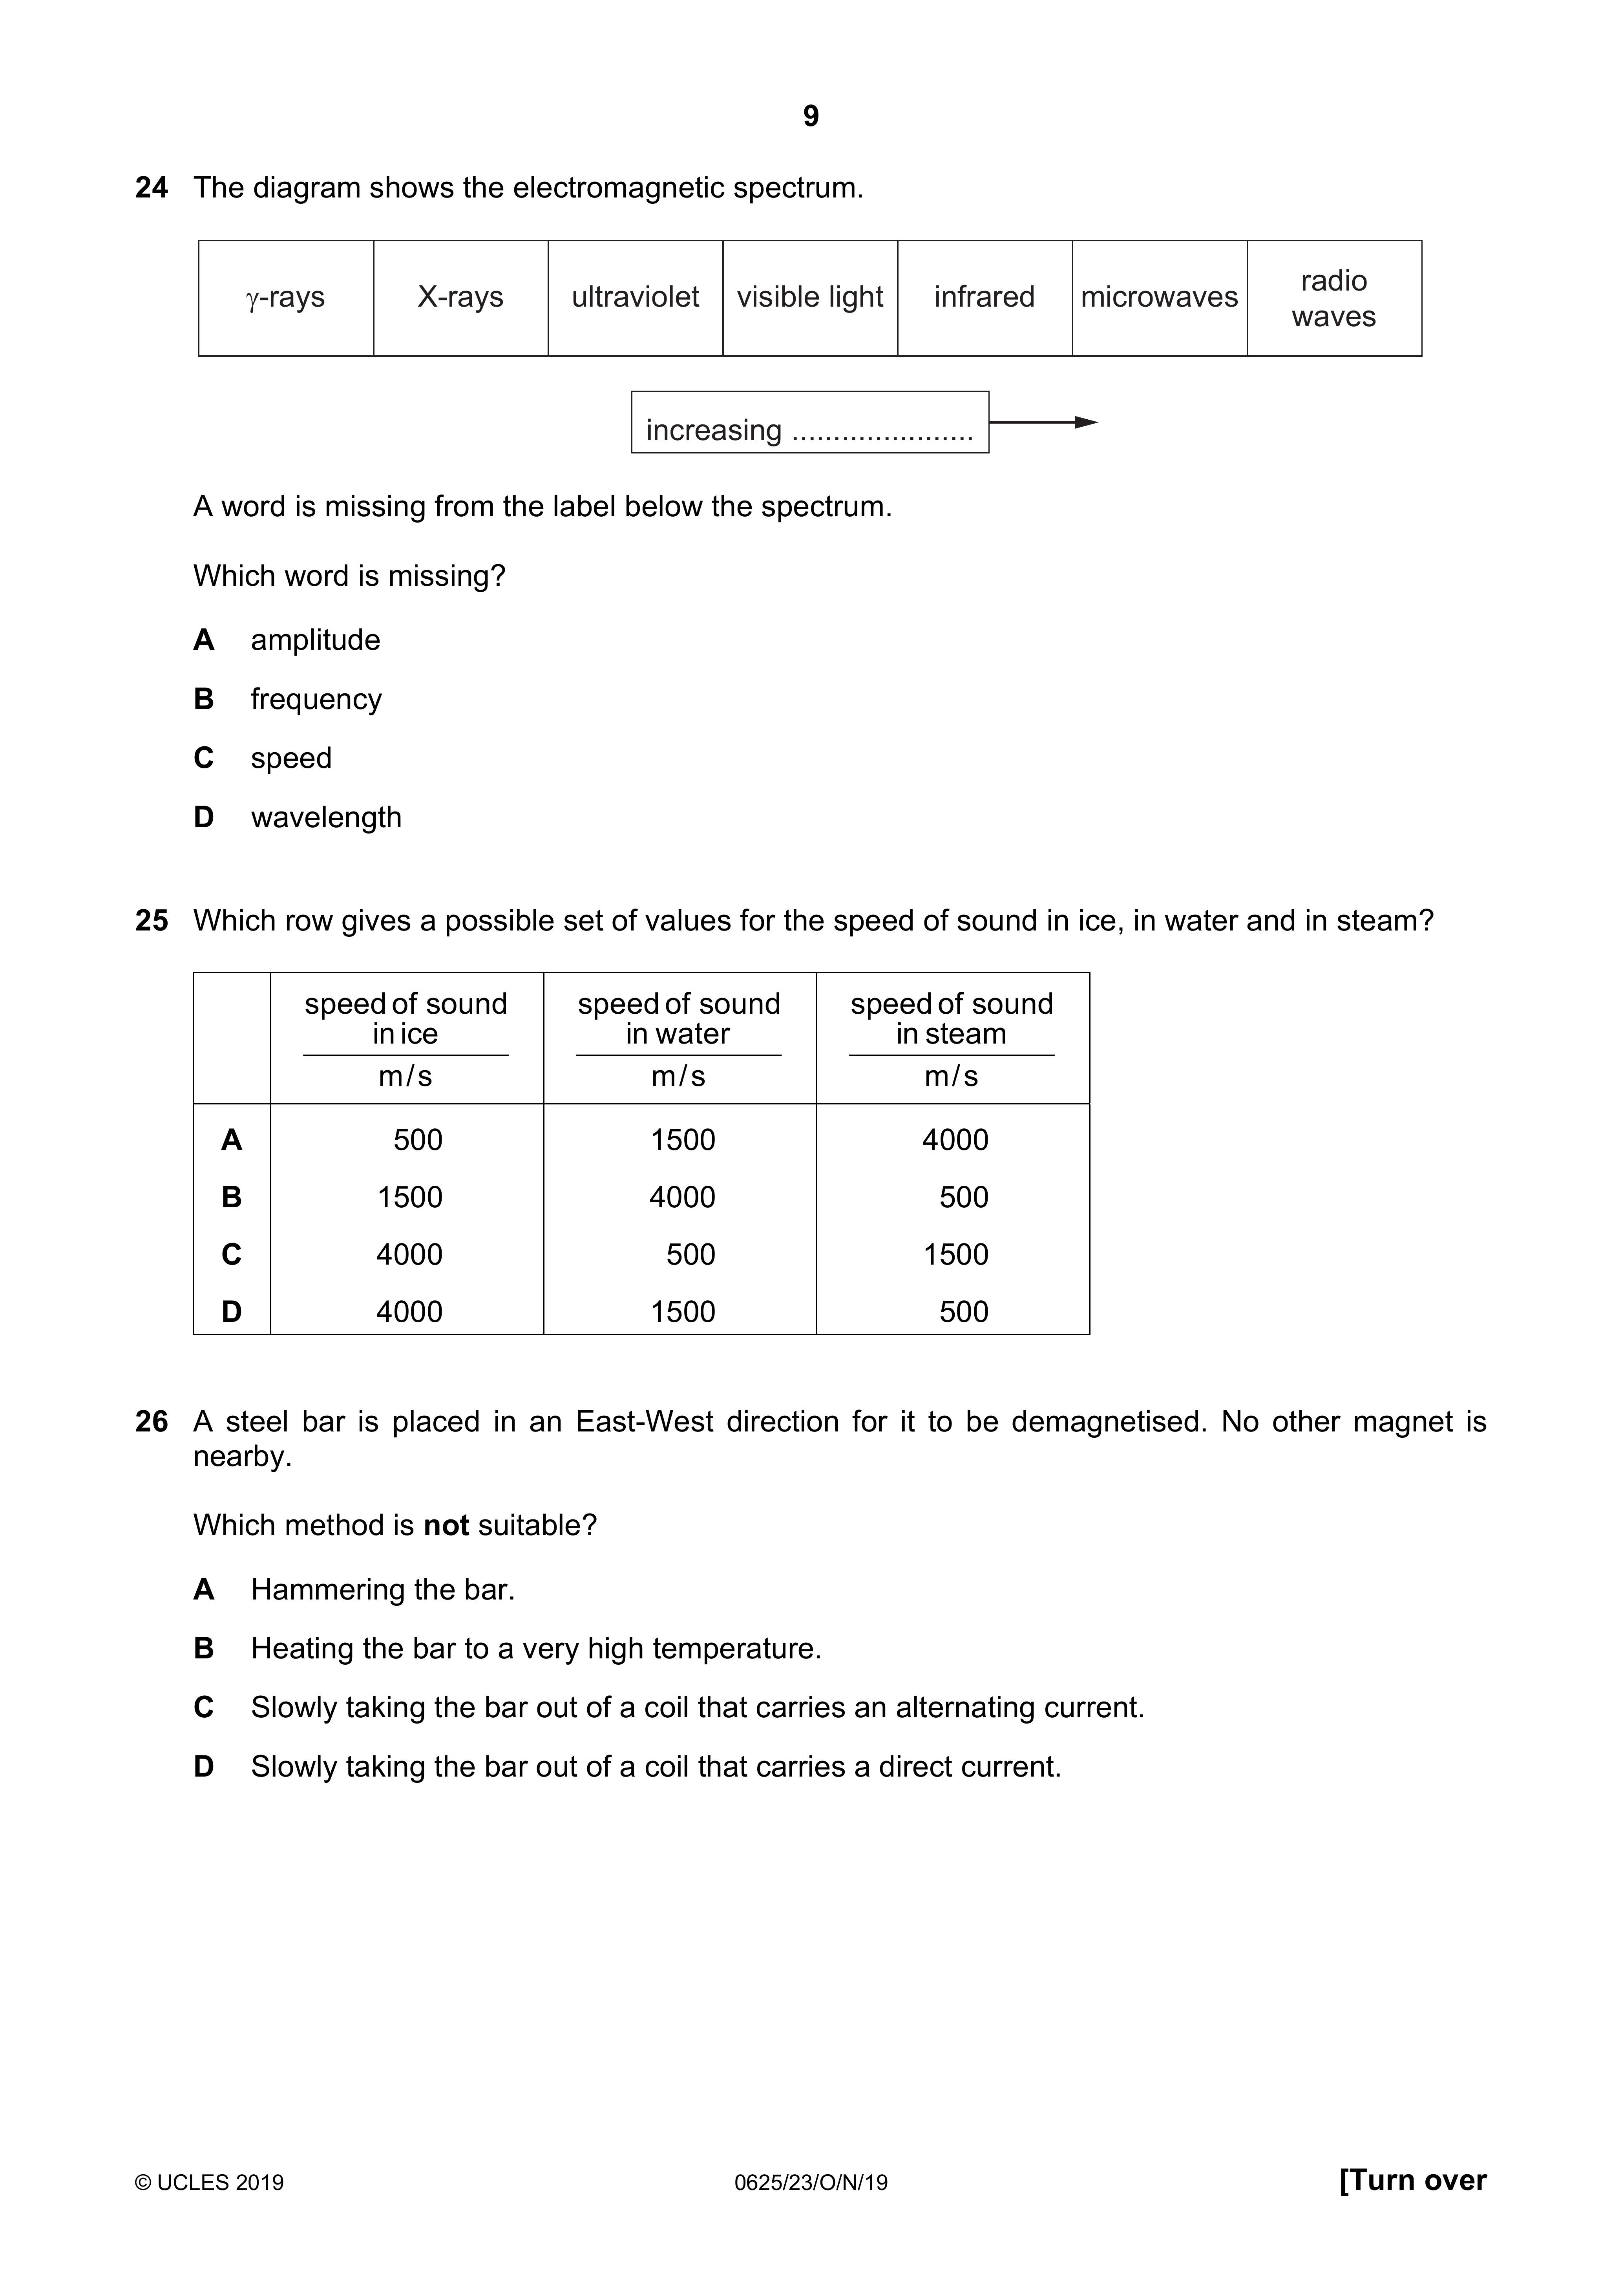 9
24 The diagram shows the electromagnetic spectrum.
γ-rays X-rays ultraviolet visible light infrared microwaves radio waves
increasing ......................
A word is missing from the label below the spectrum.
Which word is missing?
A amplitude
B frequency
C speed
D wavelength
25 Which row gives a possible set of values for the speed of sound in ice, in water and in steam?
speed of sound in ice m/s speed of sound in water m/s speed of sound in steam m/s
A 500 1500 4000
B 1500 4000 500
C 4000 500 1500
D 4000 1500 500
26 A steel bar is placed in an East-West direction for it to be demagnetised. No other magnet is
nearby.
Which method is not suitable?
A Hammering the bar.
B Heating the bar to a very high temperature.
C Slowly taking the bar out of a coil that carries an alternating current.
D Slowly taking the bar out of a coil that carries a direct current.
© UCLES 2019 0625/23/O/N/19 [Turn over